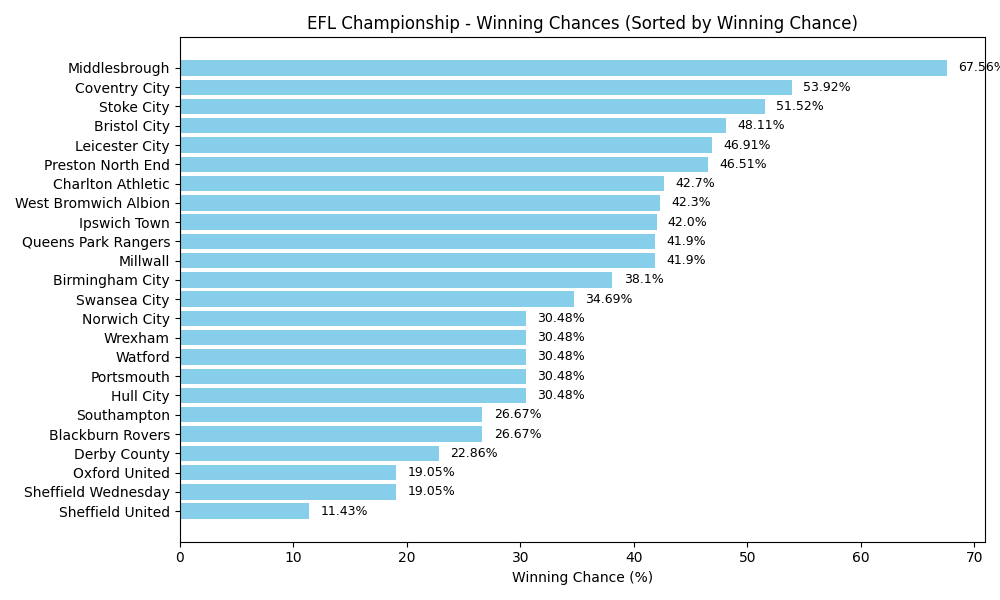 EFL Championship - Winning Chances (Sorted by Winning Chance)
Middlesbrough 67.56%
Coventry City 53.92%
Stoke City 51.52%
Bristol City 48.11%
Leicester City 46.91%
Preston North End 46.51%
Charlton Athletic 42.7%
West Bromwich Albion 42.3%
Ipswich Town 42.0%
Queens Park Rangers 41.9%
Millwall 41.9%
Birmingham City 38.1%
Swansea City 34.69%
Norwich City 30.48%
Wrexham 30.48%
Watford 30.48%
Portsmouth 30.48%
Hull City 30.48%
Southampton 26.67%
Blackburn Rovers 26.67%
Derby County 22.86%
Oxford United 19.05%
Sheffield Wednesday 19.05%
Sheffield United 11.43%
0 10 20 30 40 50 60 70
Winning Chance (%)